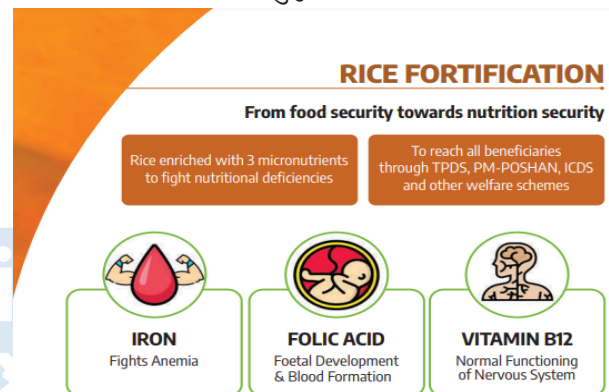 RICE FORTIFICATION
From food security towards nutrition security
Rice enriched with 3 micronutrients
to fight nutritional deficiencies
To reach all beneficiaries
through TPDS, PM-POSHAN, ICDS
and other welfare schemes
IRON
Fights Anemia
FOLIC ACID
Foetal Development
& Blood Formation
VITAMIN B12
Normal Functioning
of Nervous System